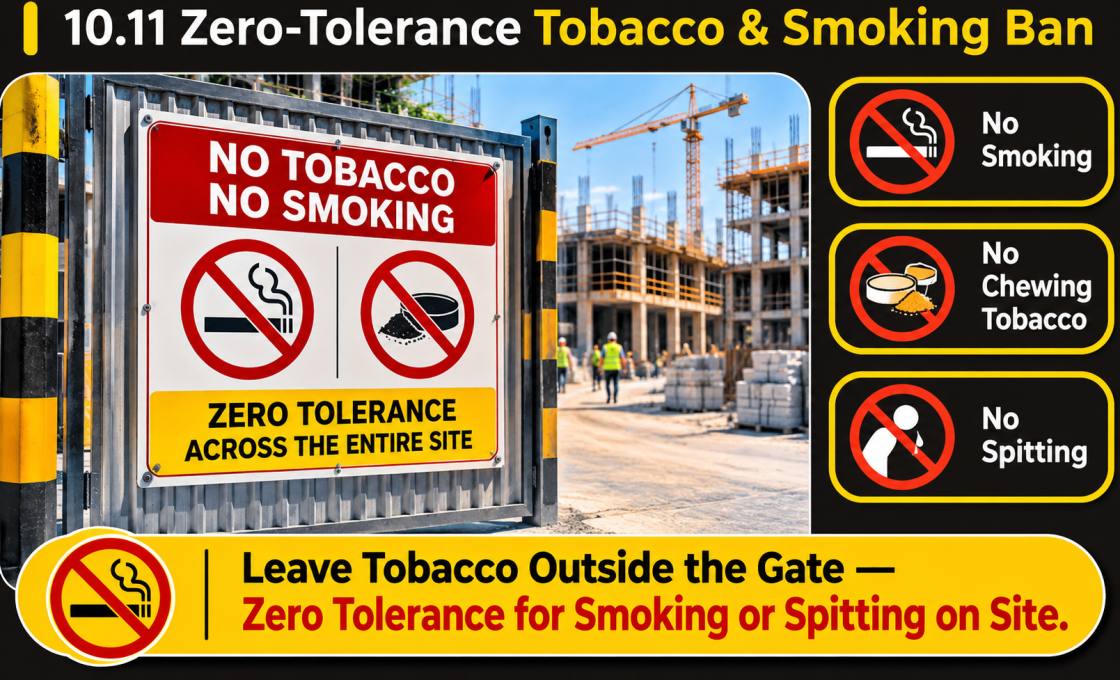 10.11 Zero-Tolerance Tobacco & Smoking Ban
NO TOBACCO
NO SMOKING
ZERO TOLERANCE
ACROSS THE ENTIRE SITE
No
Smoking
No
Chewing
Tobacco
No
Spitting
Leave Tobacco Outside the Gate —
Zero Tolerance for Smoking or Spitting on Site.